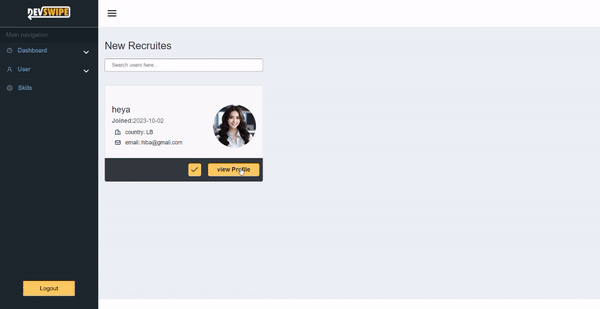 DEVSWIPE
Main navigation
Dashboard
User
Skills
Logout
New Recruites
Search users here...
heya
Joined:2023-10-02
country: LB
email: hiba@gmail.com
view Profile